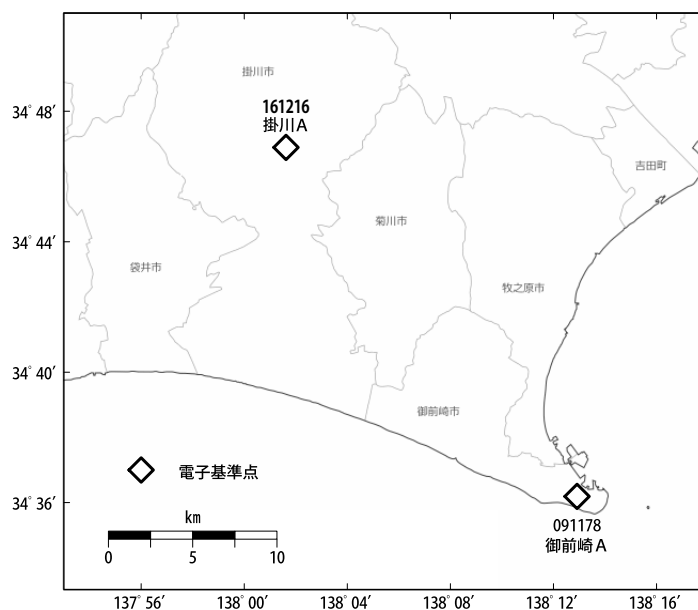 掛川市
34° 48′
161216
掛川A
吉田町
菊川市
34° 44′
袋井市
牧之原市
34° 40′
御前崎市
電子基準点
34° 36′
km
0 5 10
091178
御前崎A
137° 56′ 138° 00′ 138° 04′ 138° 08′ 138° 12′ 138° 16′